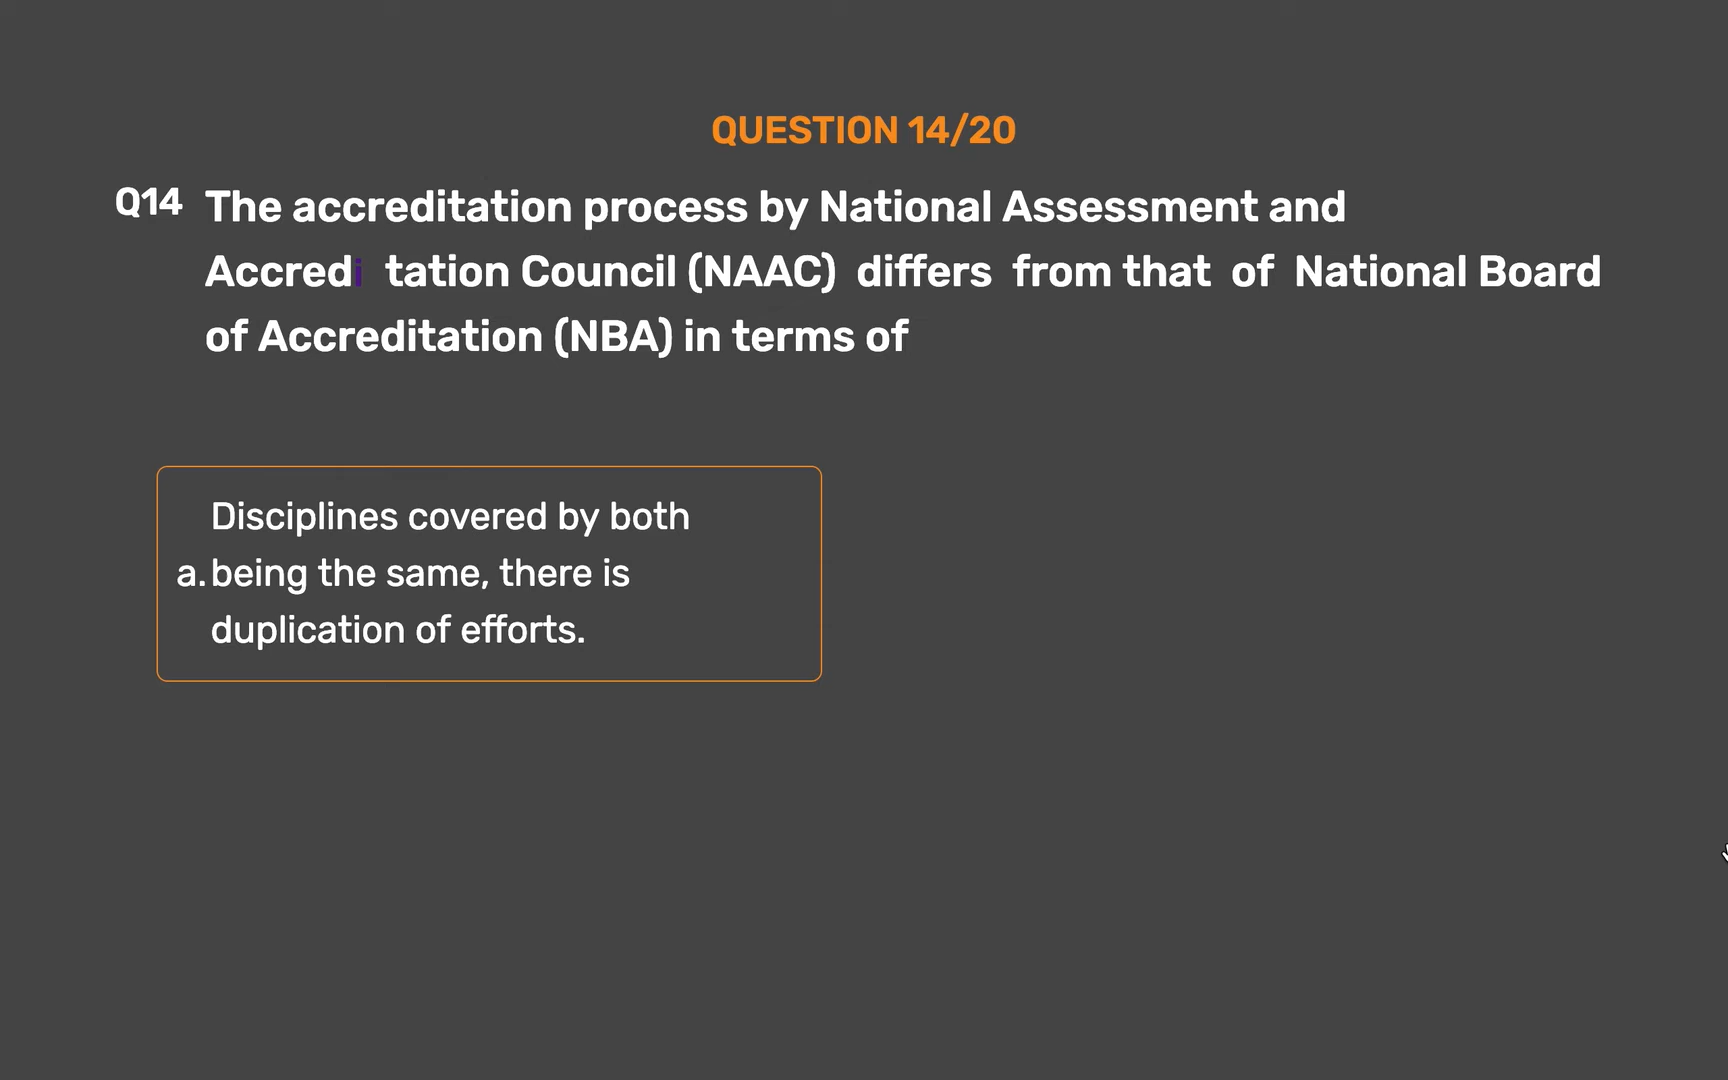 QUESTION 14/20
Q14 The accreditation process by National Assessment and
Accredi tation Council (NAAC) differs from that of National Board
of Accreditation (NBA) in terms of
Disciplines covered by both
a. being the same, there is
duplication of efforts.